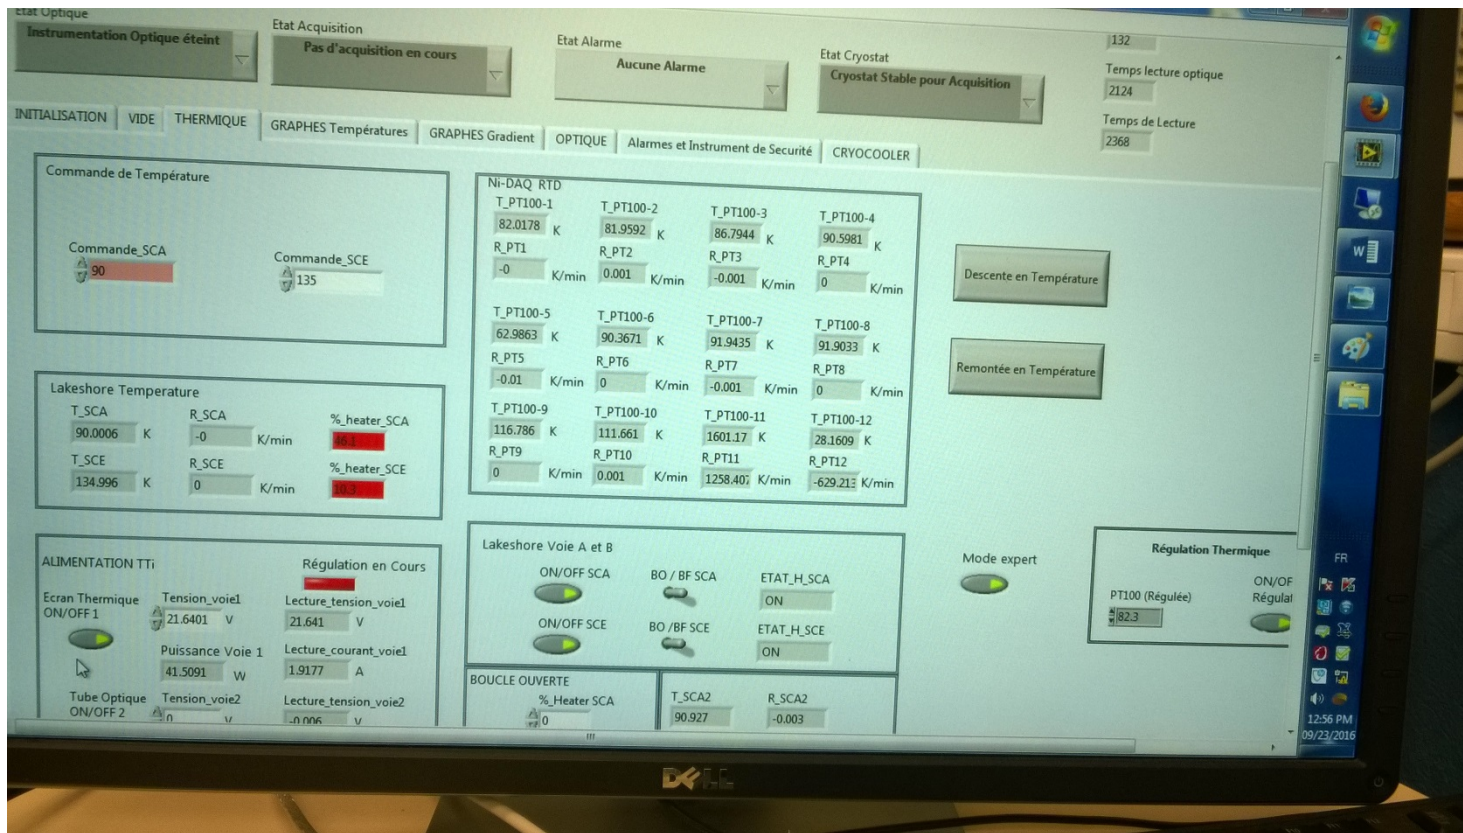 Etat Optique
Instrumentation Optique éteint
Etat Acquisition
Pas d'acquisition en cours
Etat Alarme
Aucune Alarme
Etat Cryostat
Cryostat Stable pour Acquisition
132
Temps lecture optique
2124
Temps de Lecture
2368
INITIALISATION VIDE THERMIQUE GRAPHES Températures GRAPHES Gradient OPTIQUE Alarmes et Instrument de Securité CRYOCOOLER
Commande de Température
Commande_SCA
90
Commande_SCE
135
Ni-DAQ RTD
T_PT100-1 T_PT100-2 T_PT100-3 T_PT100-4
82.0178 K 81.9592 K 86.7944 K 90.5981 K
R_PT1 R_PT2 R_PT3 R_PT4
-0 K/min 0.001 K/min -0.001 K/min 0 K/min
T_PT100-5 T_PT100-6 T_PT100-7 T_PT100-8
62.9863 K 90.3671 K 91.9435 K 91.9033 K
R_PT5 R_PT6 R_PT7 R_PT8
-0.01 K/min 0 K/min -0.001 K/min 0 K/min
T_PT100-9 T_PT100-10 T_PT100-11 T_PT100-12
116.786 K 111.661 K 1601.17 K 28.1609 K
R_PT9 R_PT10 R_PT11 R_PT12
0 K/min 0.001 K/min 1258.407 K/min -629.213 K/min
Descente en Température
Remontée en Température
Lakeshore Temperature
T_SCA R_SCA %_heater_SCA
90.0006 K -0 K/min 46.1
T_SCE R_SCE %_heater_SCE
134.996 K 0 K/min 10.3
ALIMENTATION TTi
Régulation en Cours
Ecran Thermique
ON/OFF 1
Tension_voie1 Lecture_tension_voie1
21.6401 V 21.641 V
Puissance Voie 1 Lecture_courant_voie1
41.5091 W 1.9177 A
Tube Optique
ON/OFF 2
Tension_voie2 Lecture_tension_voie2
0 V -0.006 V
Lakeshore Voie A et B
ON/OFF SCA BO / BF SCA ETAT_H_SCA
ON
ON/OFF SCE BO /BF SCE ETAT_H_SCE
ON
BOUCLE OUVERTE
%_Heater SCA
0
T_SCA2 R_SCA2
90.927 -0.003
Mode expert
Régulation Thermique
PT100 (Régulée)
82.3
ON/OF
Régulat
FR
12:56 PM
09/23/2016
DELL